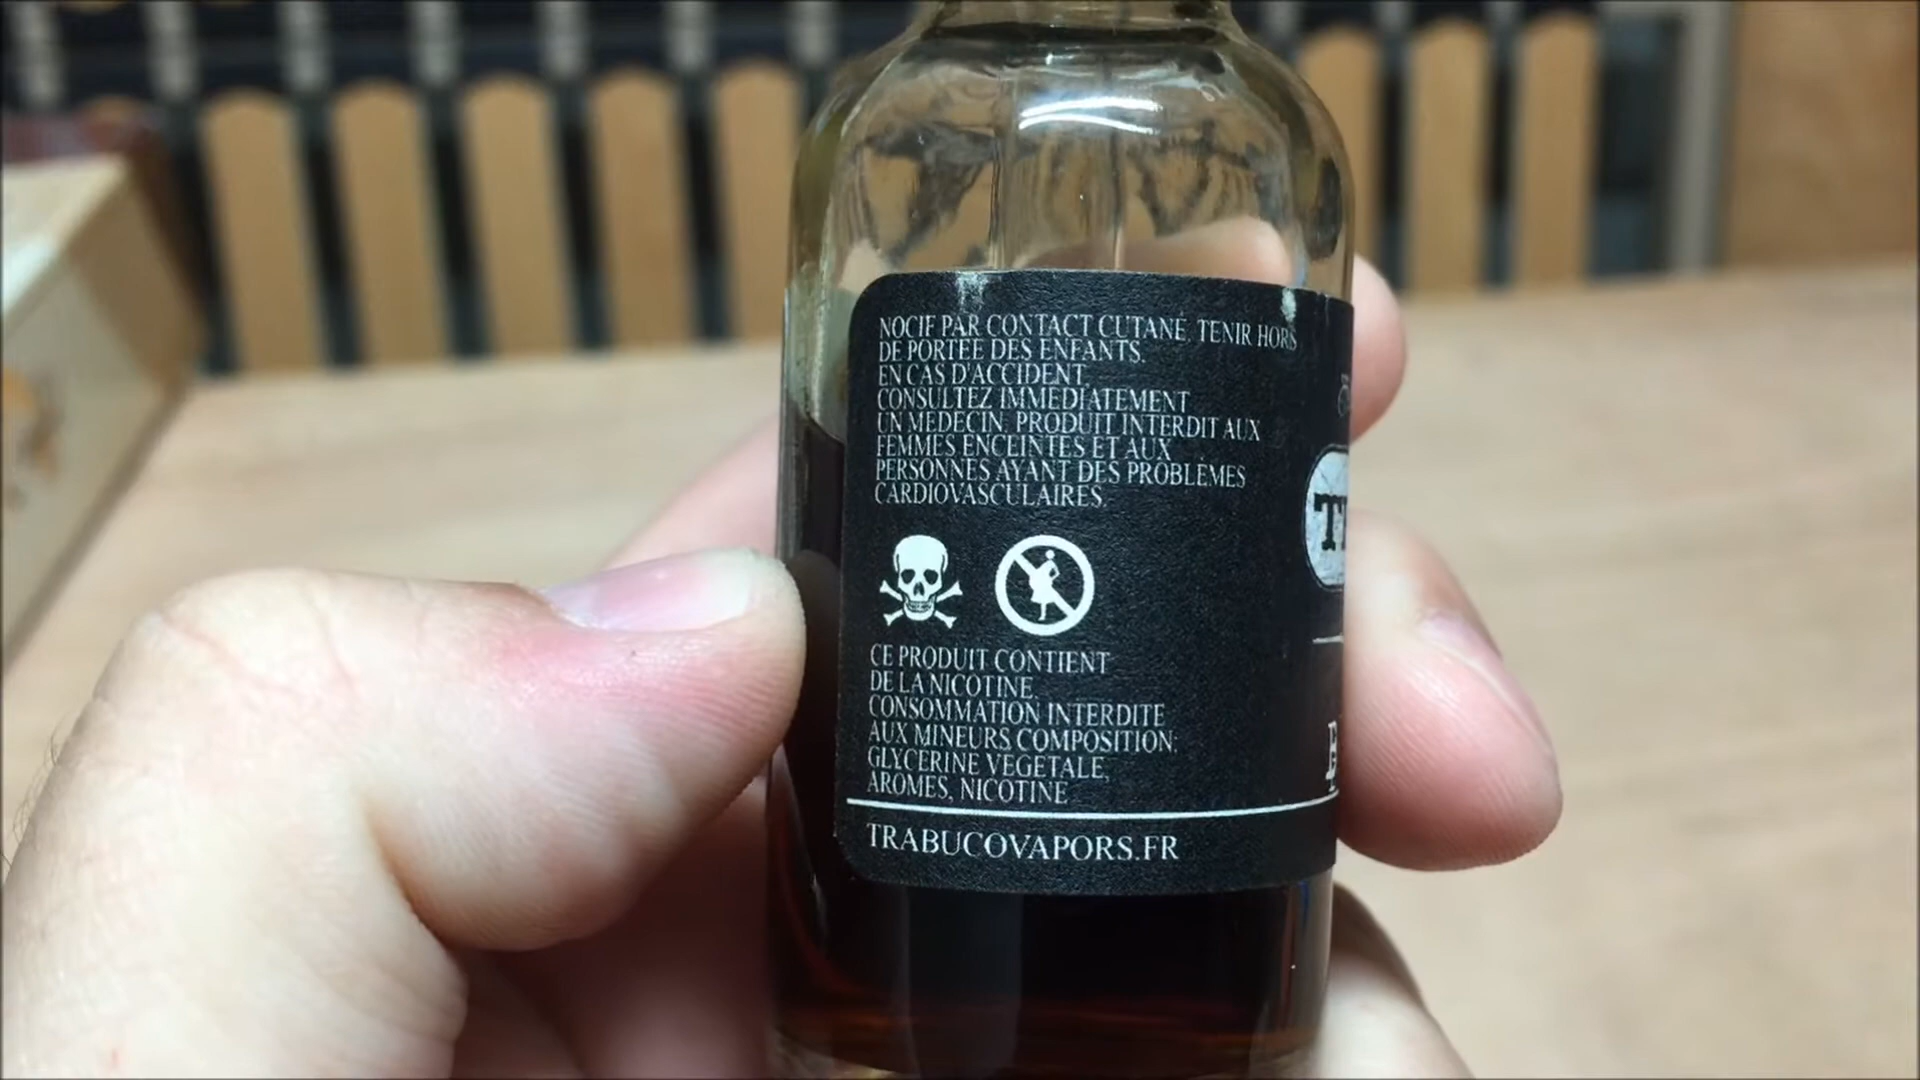 NOCIF PAR CONTACT CUTANÉ. TENIR HORS
DE PORTÉE DES ENFANTS.
EN CAS D'ACCIDENT,
CONSULTEZ IMMEDIATEMENT
UN MEDECIN. PRODUIT INTERDIT AUX
FEMMES ENCEINTES ET AUX
PERSONNES AYANT DES PROBLÈMES
CARDIOVASCULAIRES.
CE PRODUIT CONTIENT
DE LA NICOTINE.
CONSOMMATION INTERDITE
AUX MINEURS. COMPOSITION:
GLYCERINE VEGETALE,
AROMES, NICOTINE
TRABUCOVAPORS.FR